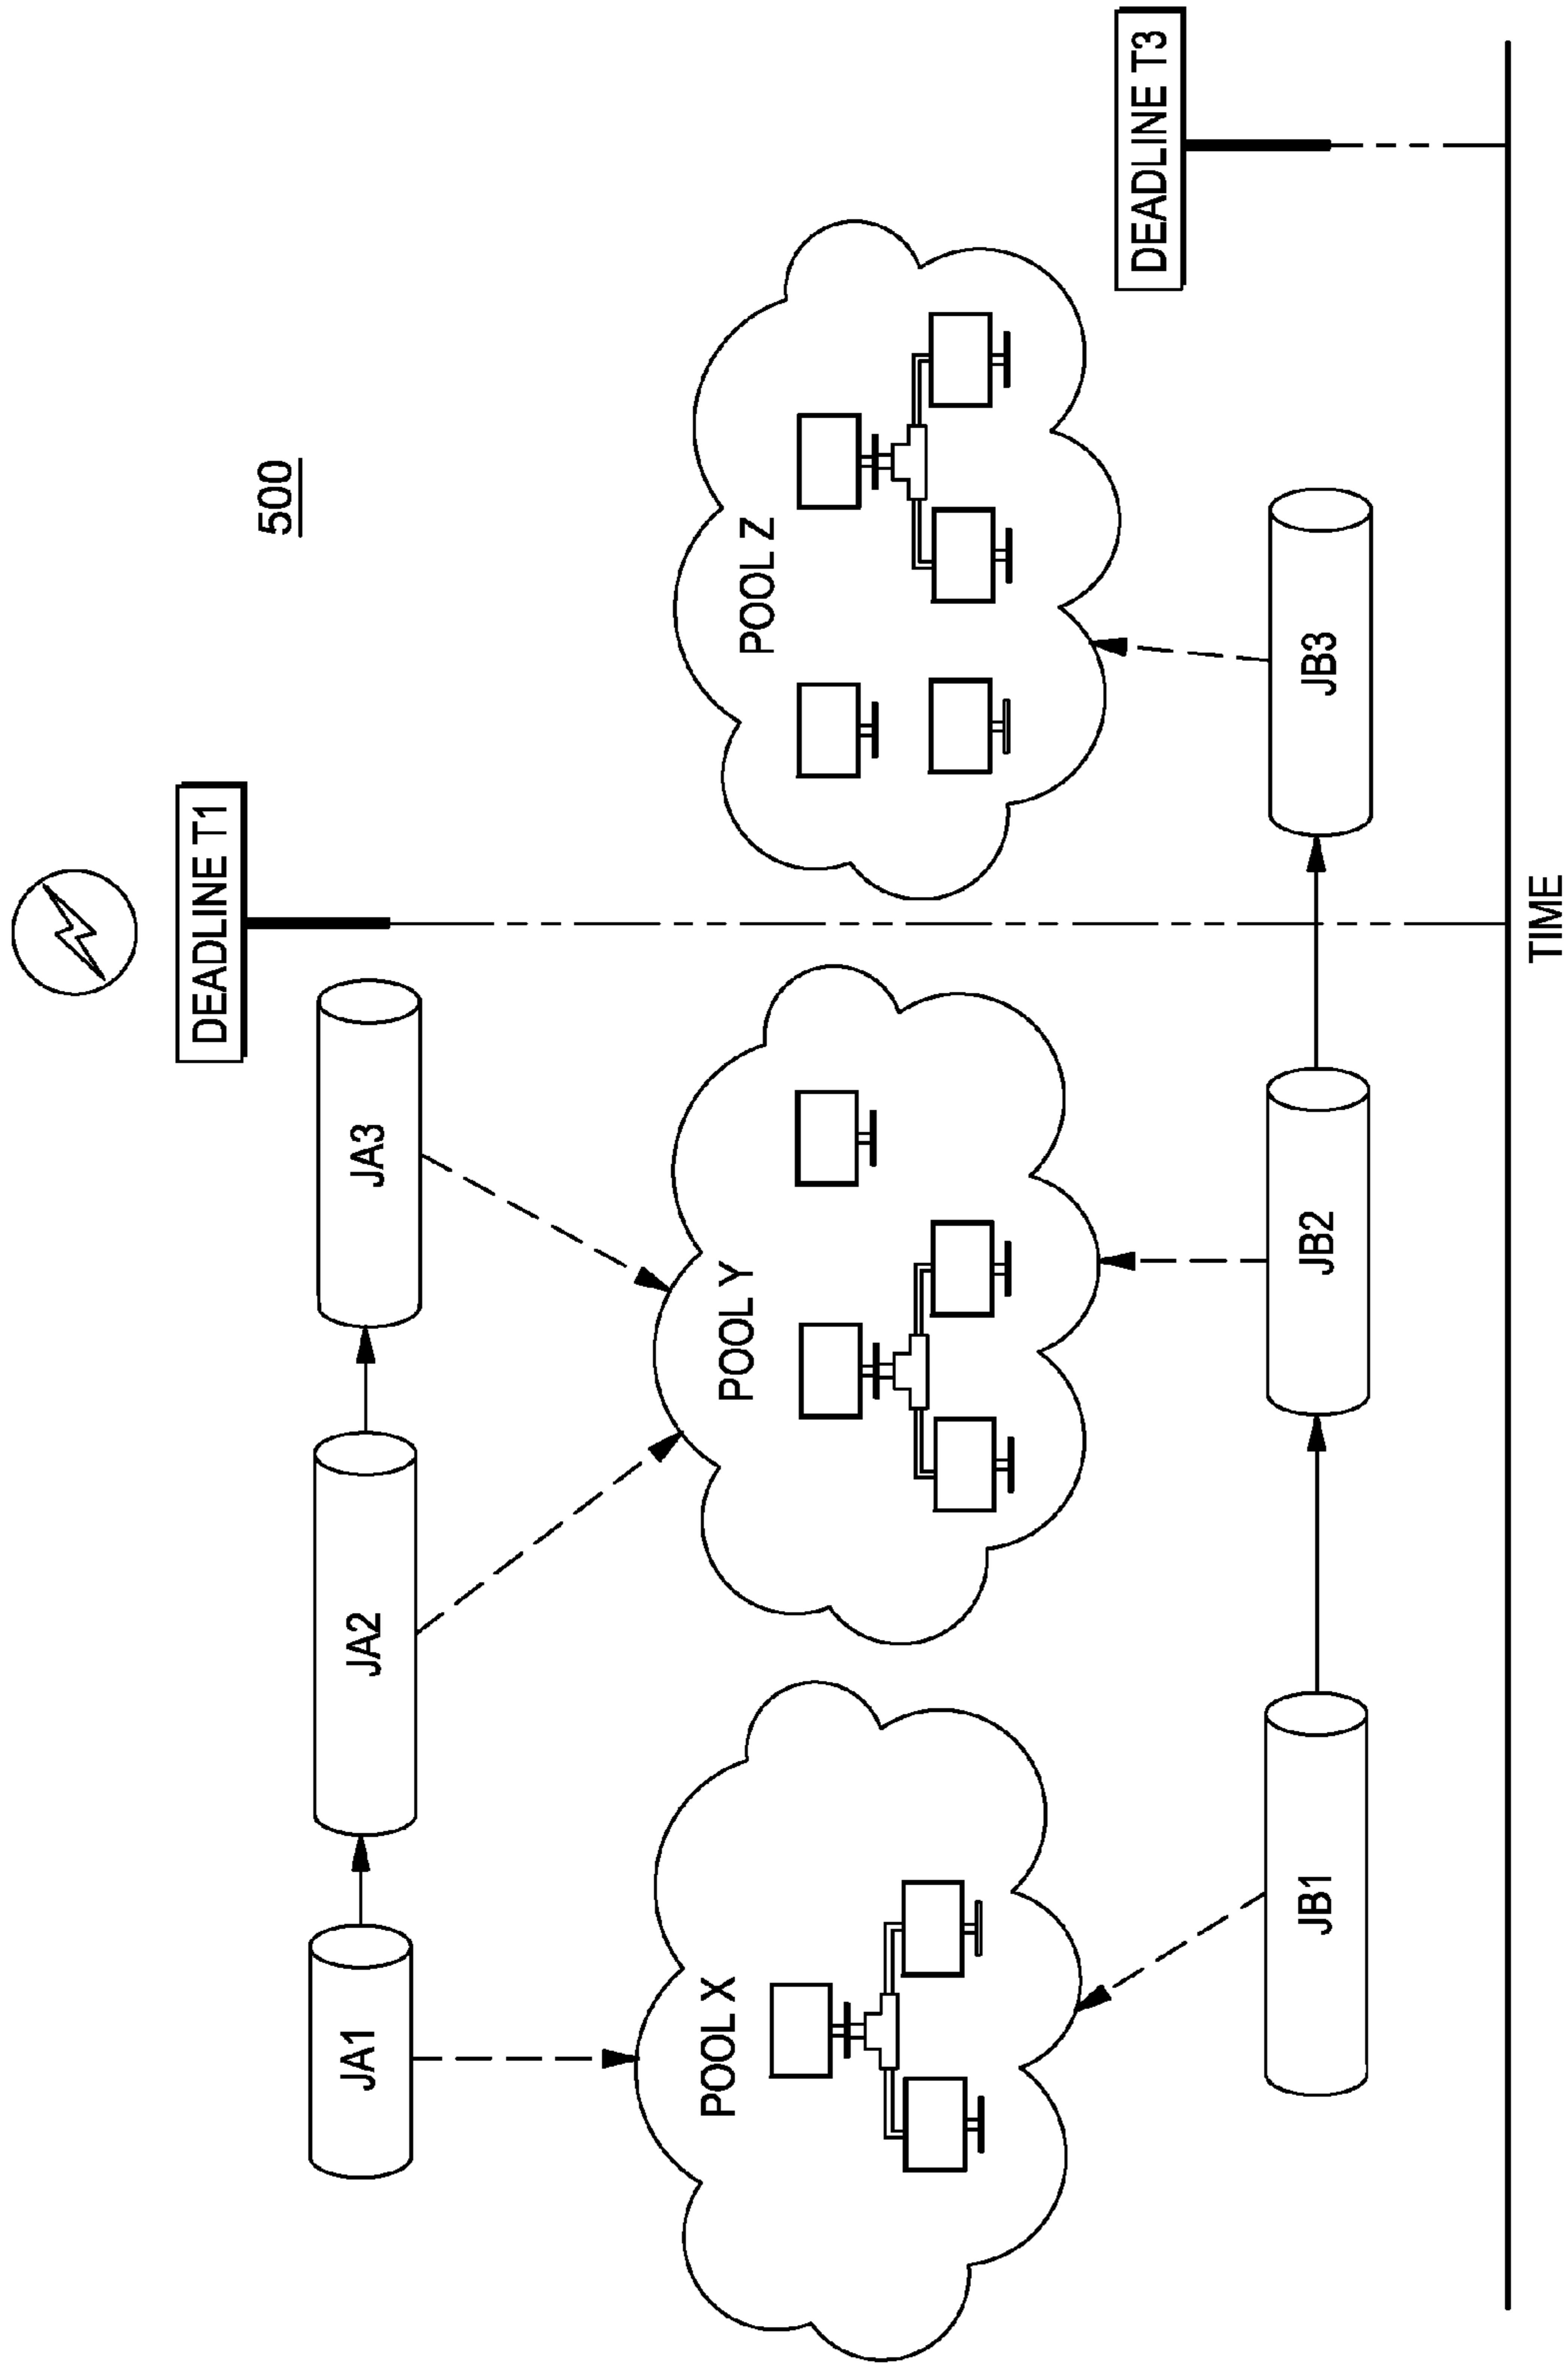 500
DEADLINE T1
JA1
JA2
JA3
POOL X
POOL Y
POOL Z
DEADLINE T3
JB1
JB2
JB3
TIME